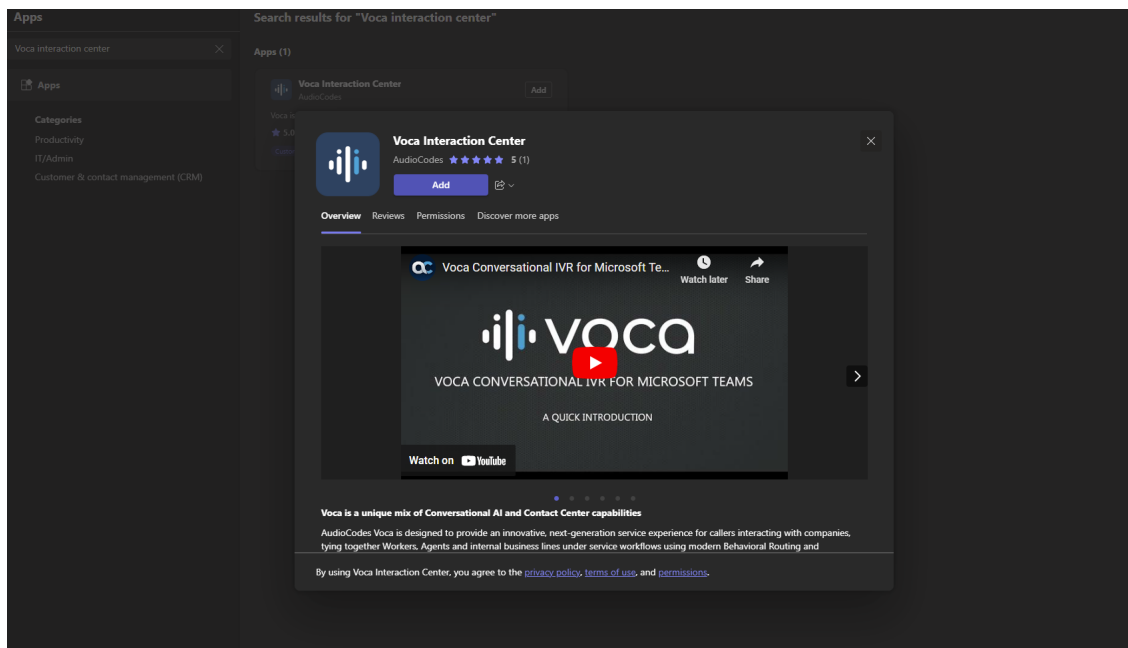 Apps
Search results for "Voca interaction center"
Voca interaction center
Apps (1)
Apps
Voca Interaction Center
AudioCodes
Add
Voca is
5.0
Categories
Productivity
IT/Admin
Customer & contact management (CRM)
Voca Interaction Center
AudioCodes 5 (1)
Add
Overview Reviews Permissions Discover more apps
Voca Conversational IVR for Microsoft Te...
Watch later Share
voca
VOCA CONVERSATIONAL IVR FOR MICROSOFT TEAMS
A QUICK INTRODUCTION
Watch on YouTube
Voca is a unique mix of Conversational AI and Contact Center capabilities
AudioCodes Voca is designed to provide an innovative, next-generation service experience for callers interacting with companies,
tying together Workers, Agents and internal business lines under service workflows using modern Behavioral Routing and
By using Voca Interaction Center, you agree to the privacy policy, terms of use, and permissions.